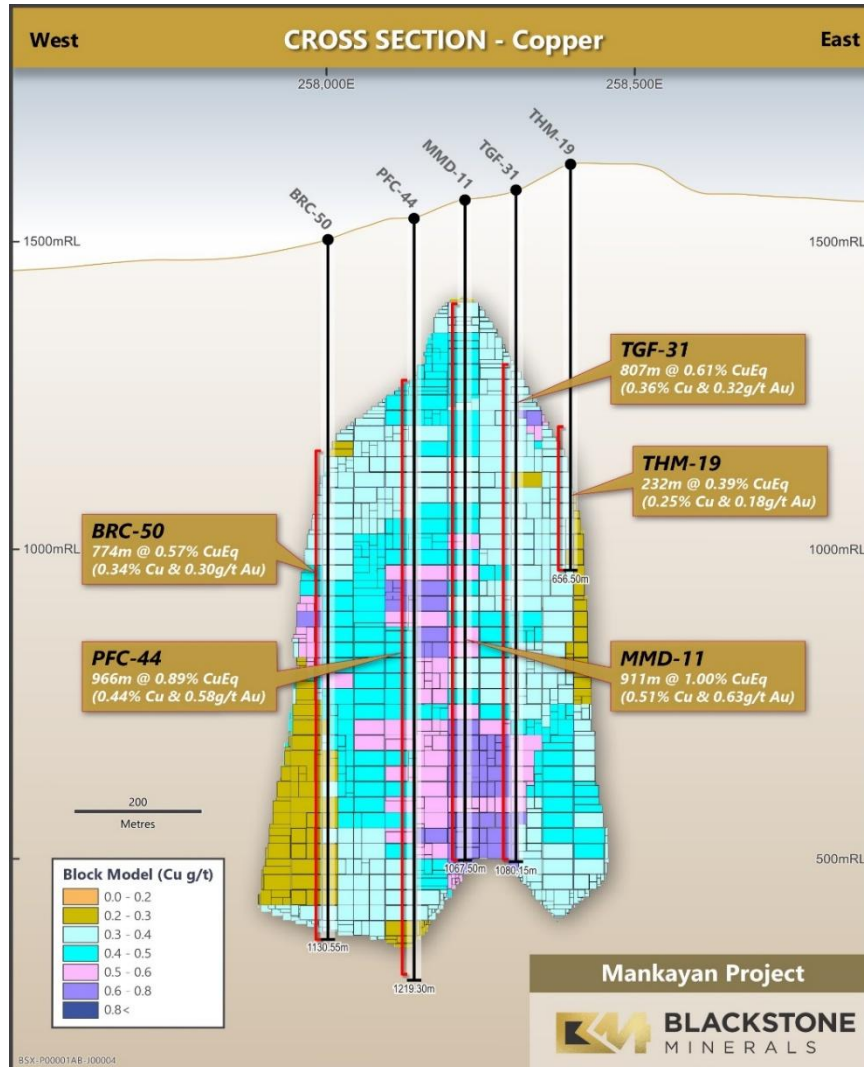 West
CROSS SECTION - Copper
East
258,000E
258,500E
THM-19
TGF-31
MMD-11
PFC-44
BRC-50
1500mRL
1500mRL
TGF-31
807m @ 0.61% CuEq
(0.36% Cu & 0.32g/t Au)
THM-19
232m @ 0.39% CuEq
(0.25% Cu & 0.18g/t Au)
BRC-50
774m @ 0.57% CuEq
(0.34% Cu & 0.30g/t Au)
1000mRL
1000mRL
656.50m
PFC-44
966m @ 0.89% CuEq
(0.44% Cu & 0.58g/t Au)
MMD-11
911m @ 1.00% CuEq
(0.51% Cu & 0.63g/t Au)
200
Metres
500mRL
1067.50m
1080.15m
Block Model (Cu g/t)
0.0 - 0.2
0.2 - 0.3
0.3 - 0.4
0.4 - 0.5
0.5 - 0.6
0.6 - 0.8
0.8<
1130.55m
1219.30m
Mankayan Project
BLACKSTONE
MINERALS
BSX-P00001AB-J00004